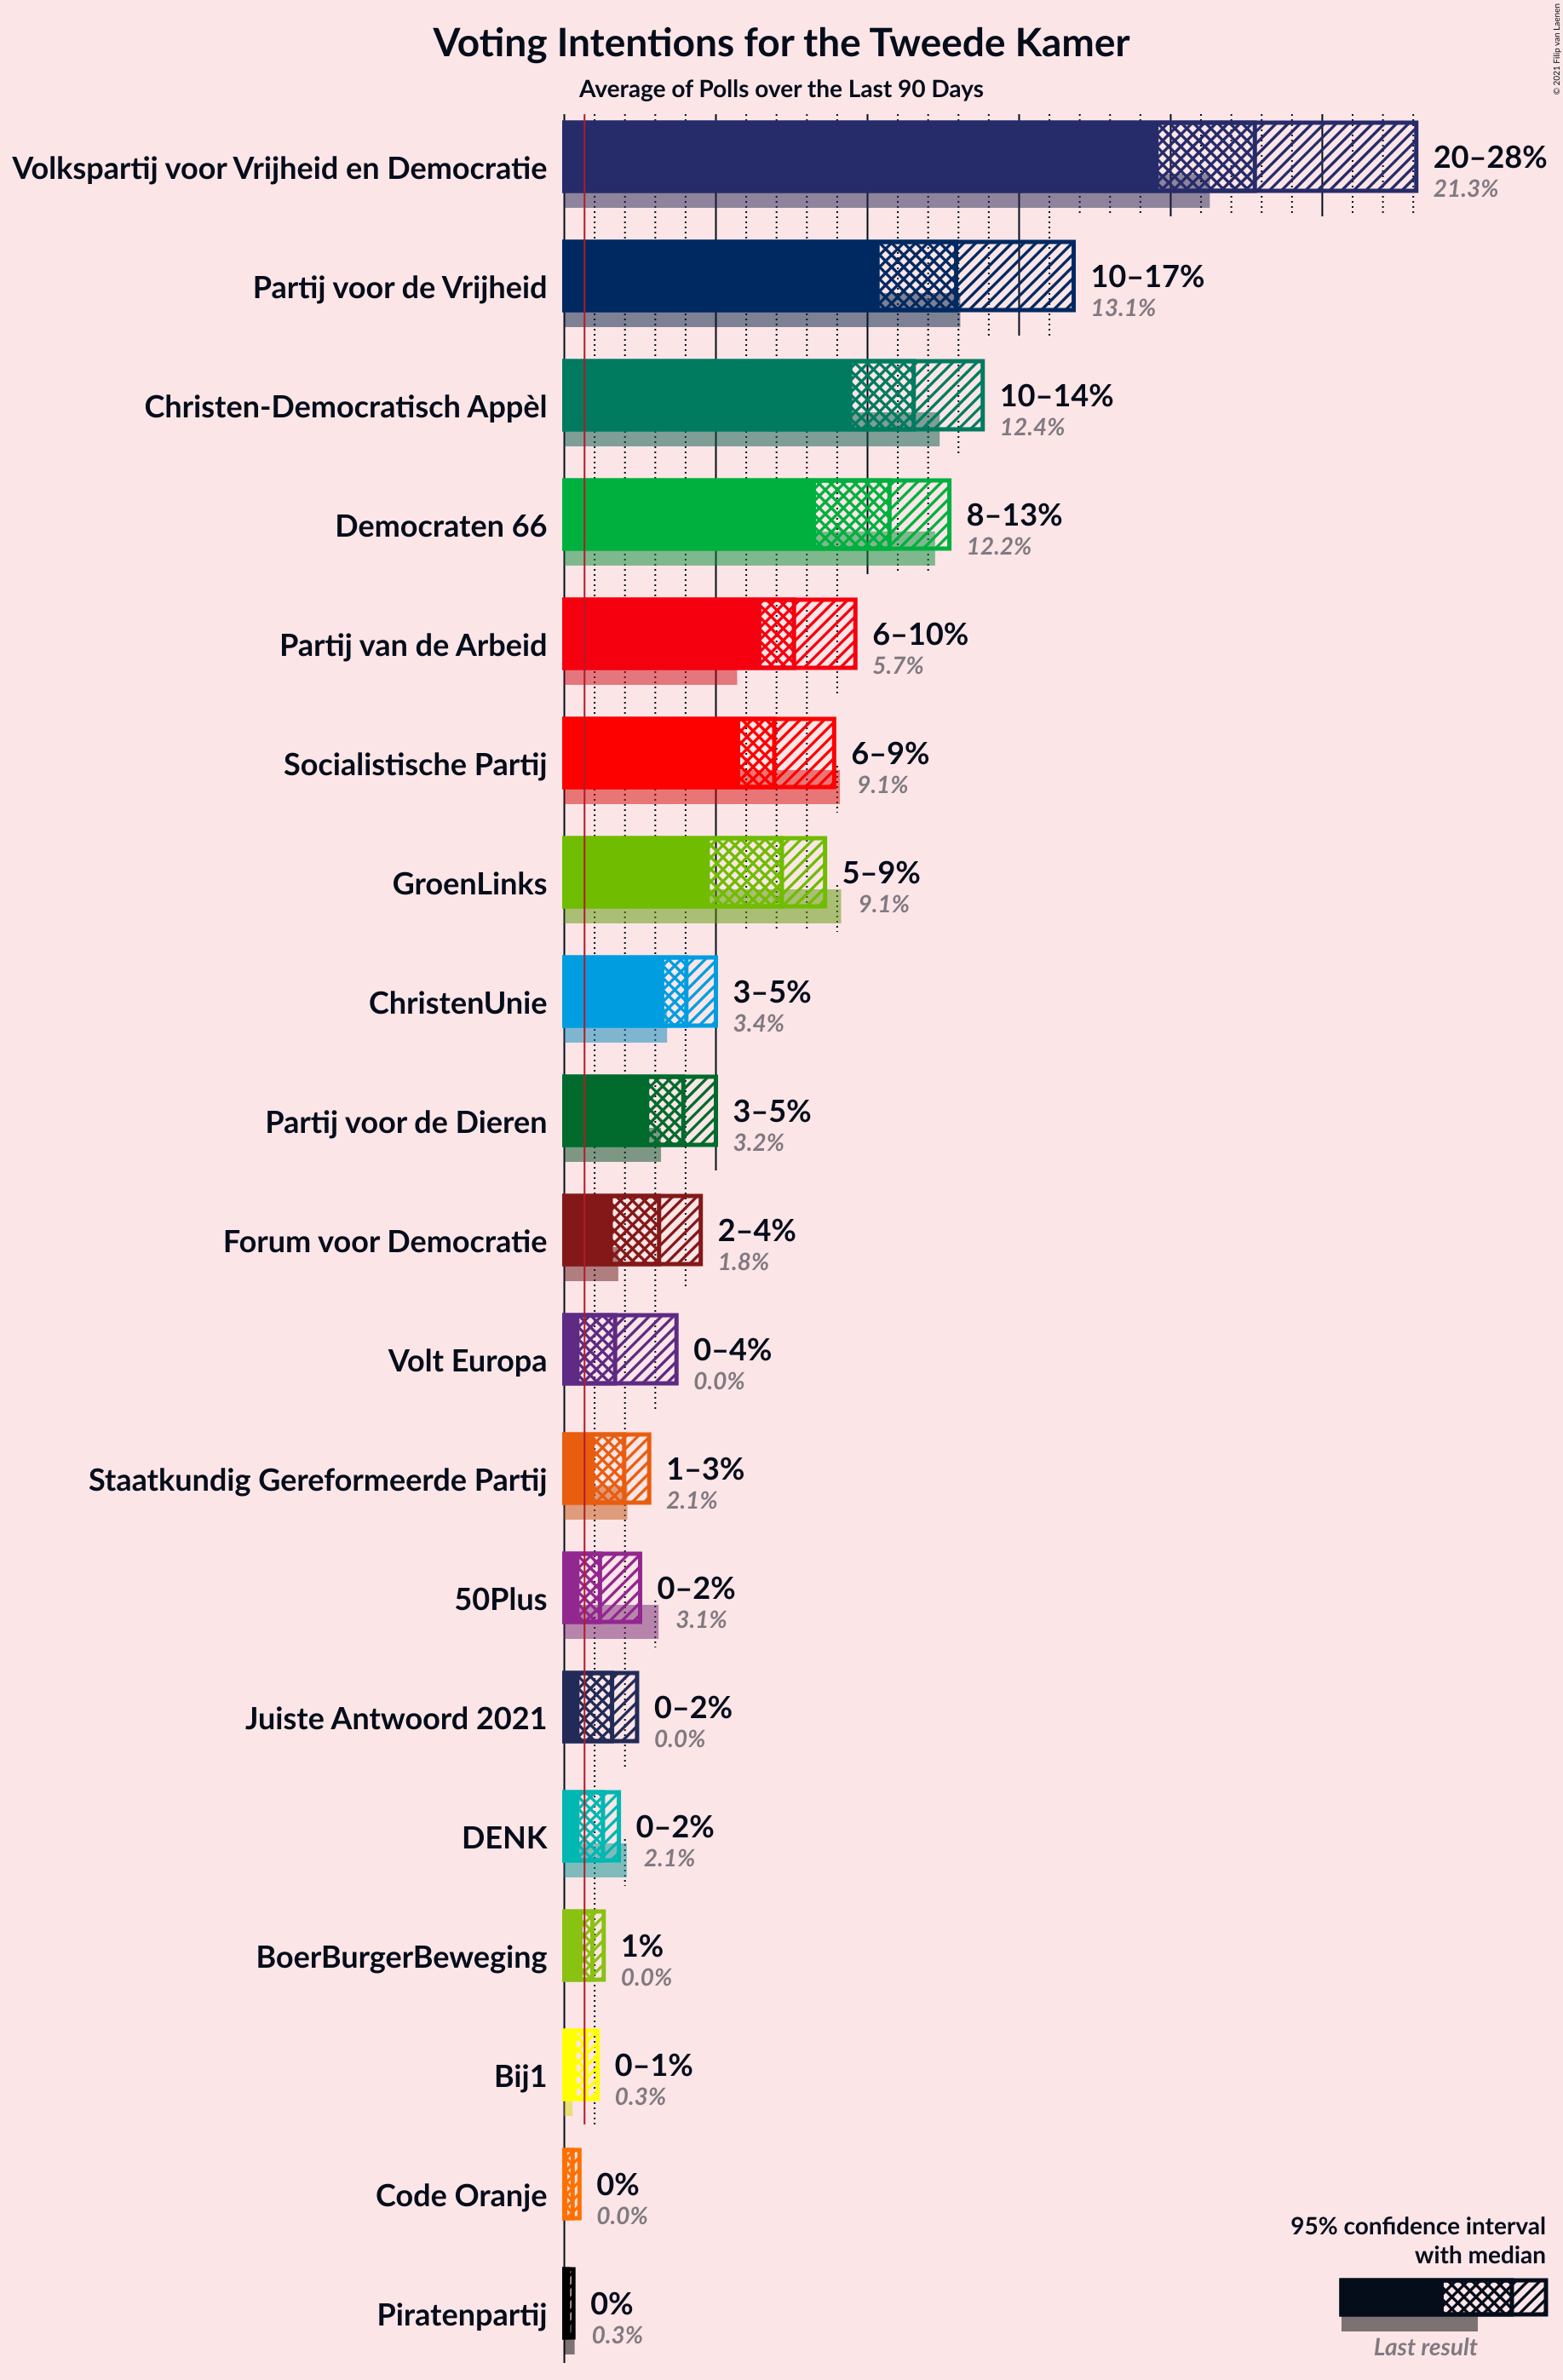 © 2021 Filip van Laenen
Voting Intentions for the Tweede Kamer
Average of Polls over the Last 90 Days
Volkspartij voor Vrijheid en Democratie
20–28%
21.3%
Partij voor de Vrijheid
10–17%
13.1%
Christen-Democratisch Appèl
10–14%
12.4%
Democraten 66
8–13%
12.2%
Partij van de Arbeid
6–10%
5.7%
Socialistische Partij
6–9%
9.1%
GroenLinks
5–9%
9.1%
ChristenUnie
3–5%
3.4%
Partij voor de Dieren
3–5%
3.2%
Forum voor Democratie
2–4%
1.8%
Volt Europa
0–4%
0.0%
Staatkundig Gereformeerde Partij
1–3%
2.1%
50Plus
0–2%
3.1%
Juiste Antwoord 2021
0–2%
0.0%
DENK
0–2%
2.1%
BoerBurgerBeweging
1%
0.0%
Bij1
0–1%
0.3%
Code Oranje
0%
0.0%
Piratenpartij
0%
0.3%
95% confidence interval
with median
Last result